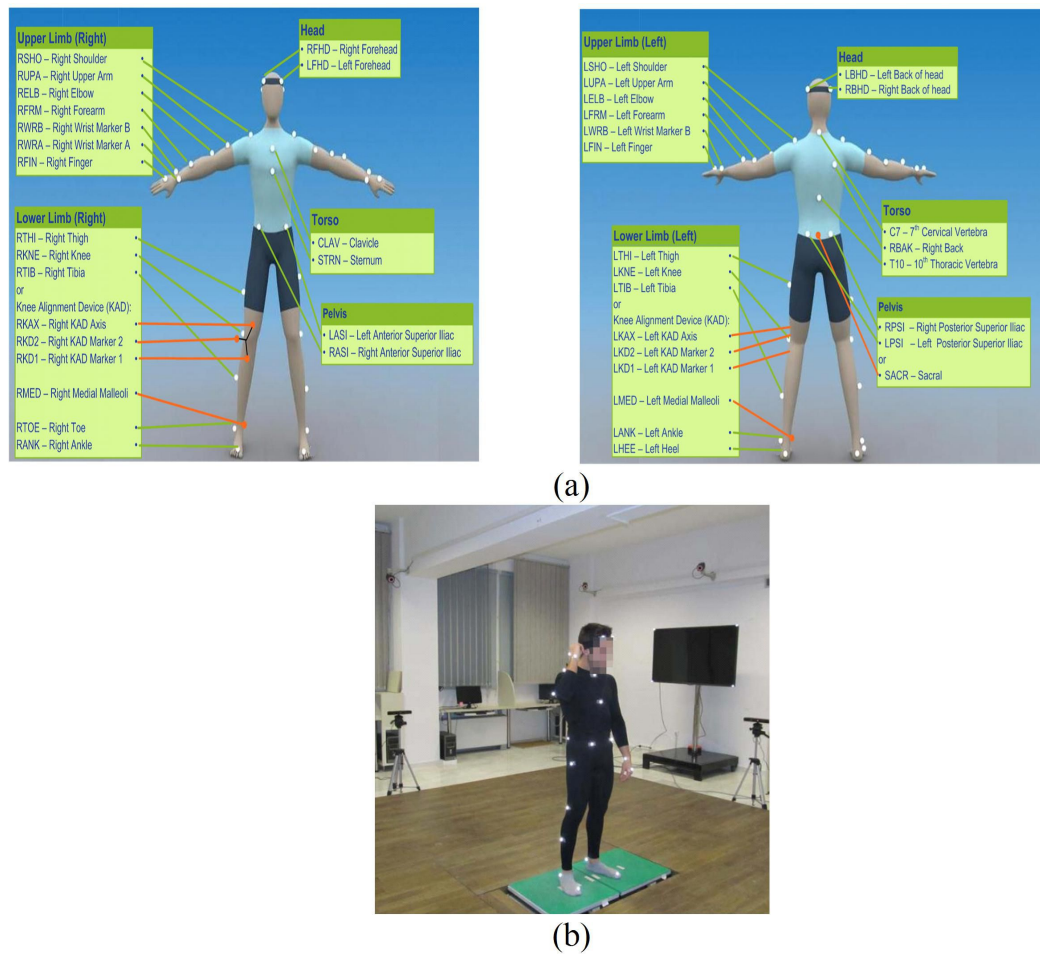 Upper Limb (Right)
RSHO – Right Shoulder
RUPA – Right Upper Arm
RELB – Right Elbow
RFRM – Right Forearm
RWRB – Right Wrist Marker B
RWRA – Right Wrist Marker A
RFIN – Right Finger
Head
• RFHD – Right Forehead
• LFHD – Left Forehead
Lower Limb (Right)
RTHI – Right Thigh
RKNE – Right Knee
RTIB – Right Tibia
or
Knee Alignment Device (KAD):
RKAX – Right KAD Axis
RKD2 – Right KAD Marker 2
RKD1 – Right KAD Marker 1
RMED – Right Medial Malleoli
RTOE – Right Toe
RANK – Right Ankle
Torso
• CLAV – Clavicle
• STRN – Sternum
Pelvis
• LASI – Left Anterior Superior Iliac
• RASI – Right Anterior Superior Iliac
Upper Limb (Left)
LSHO – Left Shoulder
LUPA – Left Upper Arm
LELB – Left Elbow
LFRM – Left Forearm
LWRB – Left Wrist Marker B
LFIN – Left Finger
Head
• LBHD – Left Back of head
• RBHD – Right Back of head
Lower Limb (Left)
LTHI – Left Thigh
LKNE – Left Knee
LTIB – Left Tibia
or
Knee Alignment Device (KAD):
LKAX – Left KAD Axis
LKD2 – Left KAD Marker 2
LKD1 – Left KAD Marker 1
LMED – Left Medial Malleoli
LANK – Left Ankle
LHEE – Left Heel
Torso
• C7 – 7th Cervical Vertebra
• RBAK – Right Back
• T10 – 10th Thoracic Vertebra
Pelvis
• RPSI – Right Posterior Superior Iliac
• LPSI – Left Posterior Superior Iliac
or
• SACR – Sacral
(a)
(b)